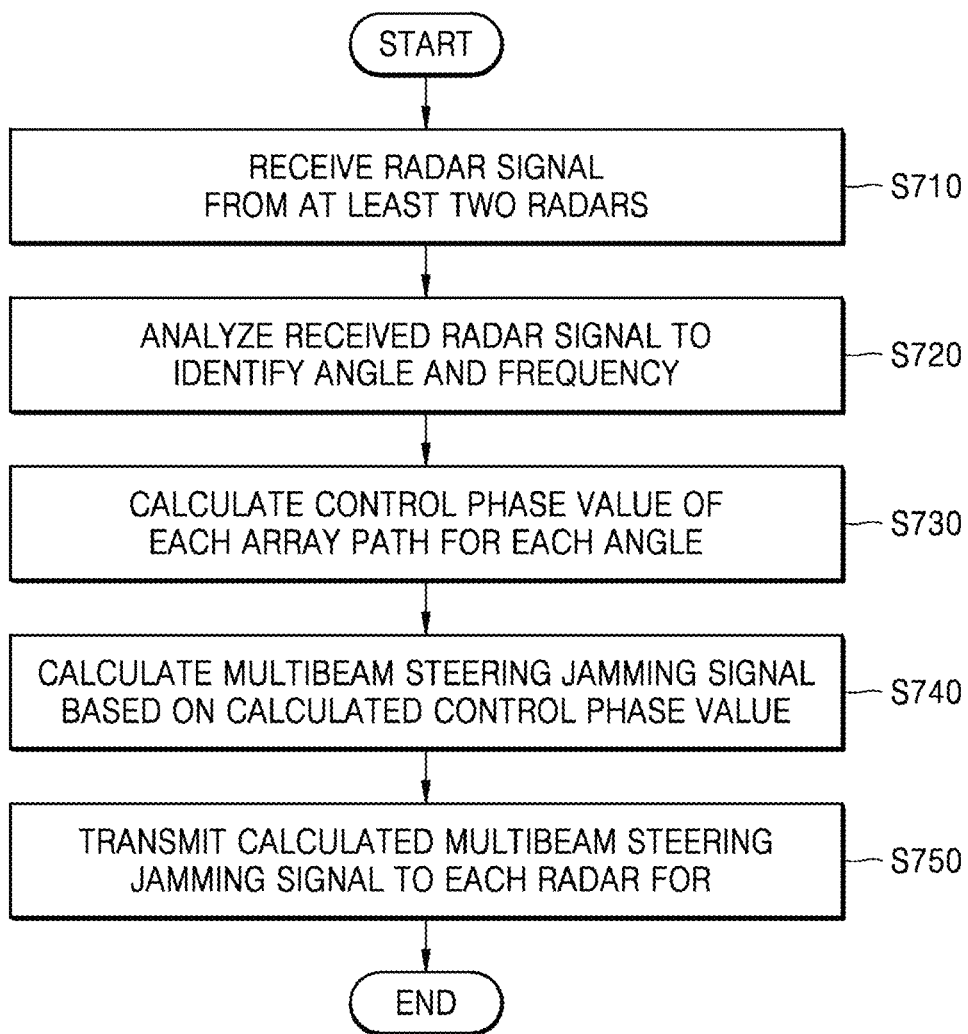 START
RECEIVE RADAR SIGNAL
FROM AT LEAST TWO RADARS
S710
ANALYZE RECEIVED RADAR SIGNAL TO
IDENTIFY ANGLE AND FREQUENCY
S720
CALCULATE CONTROL PHASE VALUE OF
EACH ARRAY PATH FOR EACH ANGLE
S730
CALCULATE MULTIBEAM STEERING JAMMING SIGNAL
BASED ON CALCULATED CONTROL PHASE VALUE
S740
TRANSMIT CALCULATED MULTIBEAM STEERING
JAMMING SIGNAL TO EACH RADAR FOR
S750
END